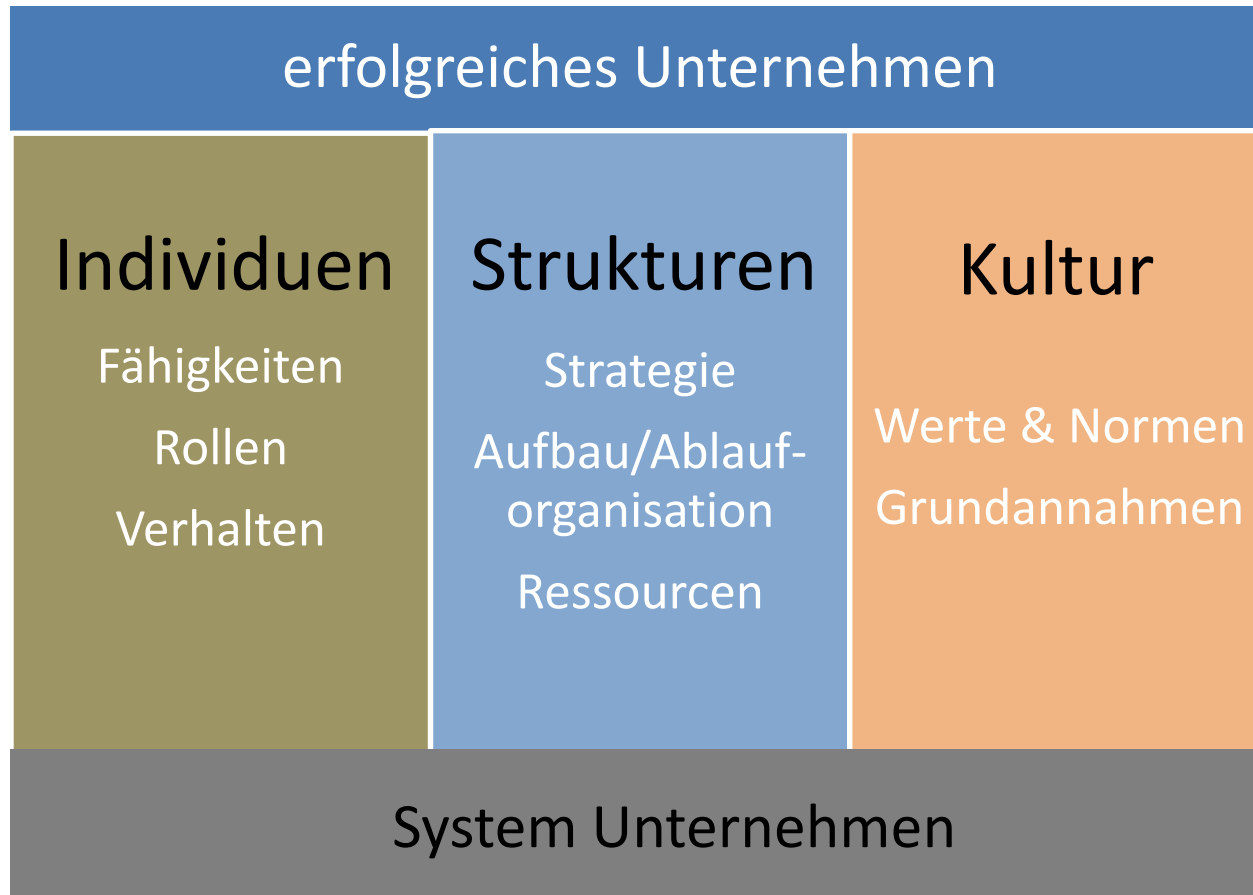 erfolgreiches Unternehmen
Individuen
Fähigkeiten
Rollen
Verhalten
Strukturen
Strategie
Aufbau/Ablauf-
organisation
Ressourcen
Kultur
Werte & Normen
Grundannahmen
System Unternehmen